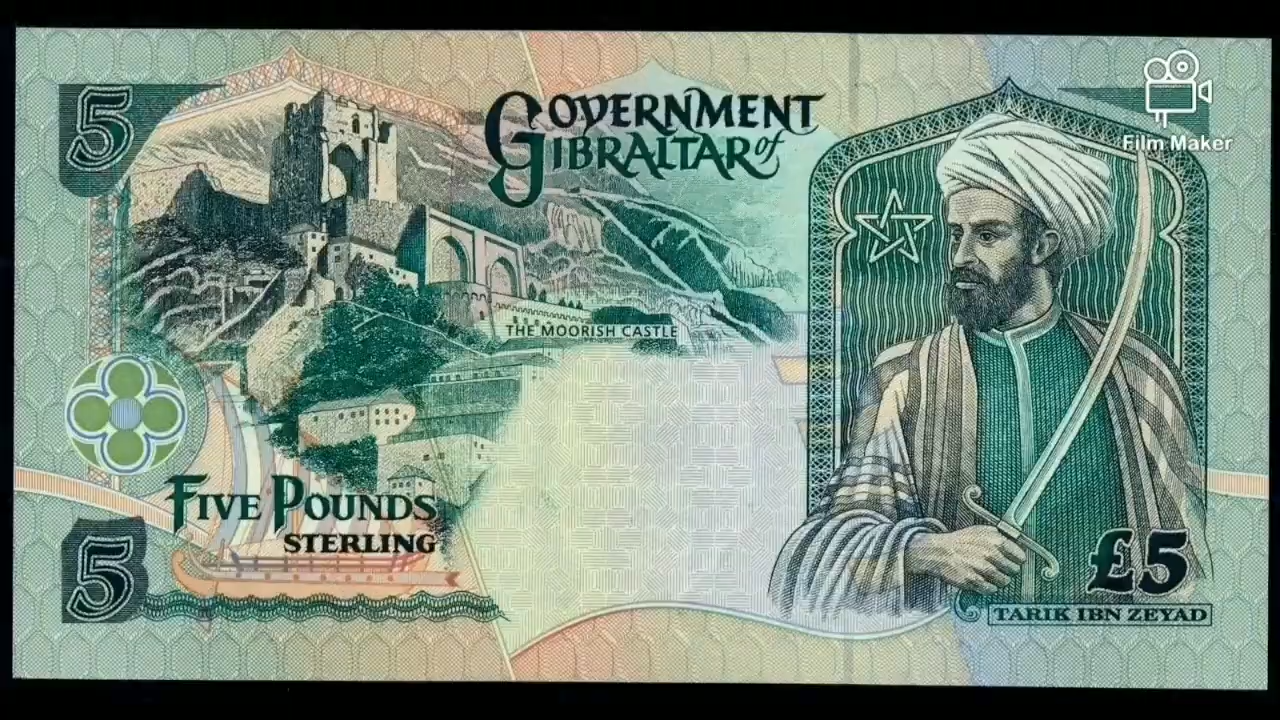 5
GOVERNMENT
of
GIBRALTAR
Film Maker
THE MOORISH CASTLE
FIVE POUNDS
STERLING
5
£5
TARIK IBN ZEYAD